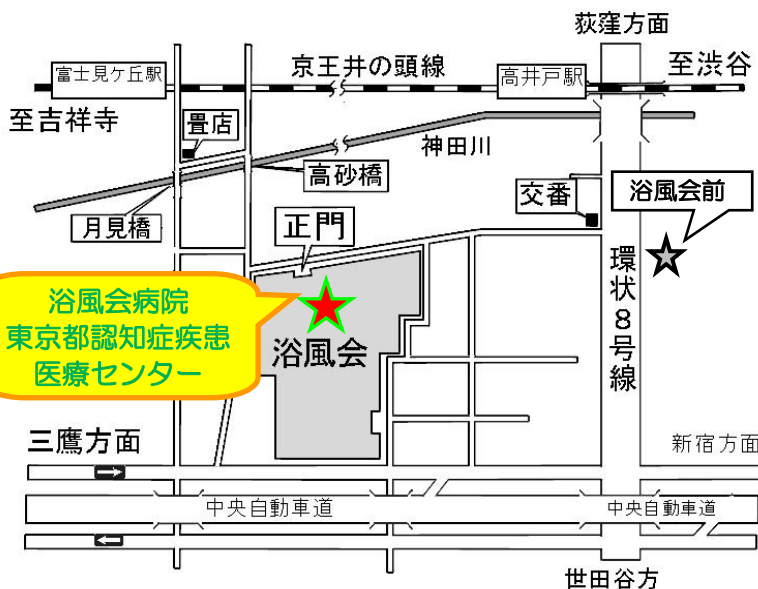 荻窪方面
富士見ケ丘駅
京王井の頭線
高井戸駅
至渋谷
至吉祥寺
畳店
神田川
高砂橋
交番
浴風会前
月見橋
正門
環状8号線
浴風会病院
東京都認知症疾患
医療センター
浴風会
三鷹方面
新宿方面
中央自動車道
中央自動車道
世田谷方